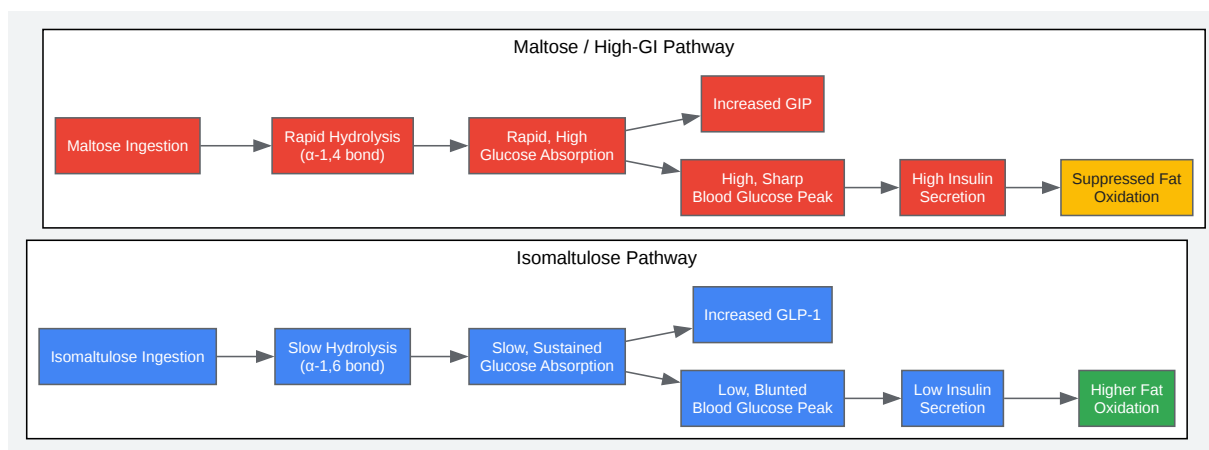 Maltose / High-GI Pathway
Increased GIP
Maltose Ingestion
Rapid Hydrolysis
(α-1,4 bond)
Rapid, High
Glucose Absorption
High, Sharp
Blood Glucose Peak
High Insulin
Secretion
Suppressed Fat
Oxidation
Isomaltulose Pathway
Increased GLP-1
Isomaltulose Ingestion
Slow Hydrolysis
(α-1,6 bond)
Slow, Sustained
Glucose Absorption
Low, Blunted
Blood Glucose Peak
Low Insulin
Secretion
Higher Fat
Oxidation